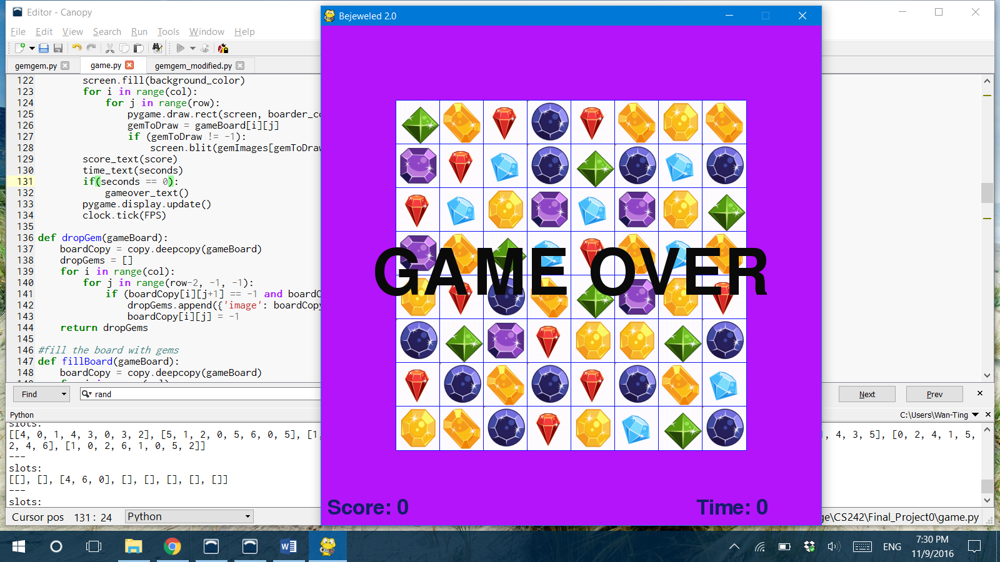 Editor - Canopy
File Edit View Search Run Tools Window Help
gemgem.py game.py gemgem_modified.py
122 screen.fill(background_color)
123 for i in range(col):
124 for j in range(row):
125 pygame.draw.rect(screen, boarder_co
126 gemToDraw = gameBoard[i][j]
127 if (gemToDraw != -1):
128 screen.blit(gemImages[gemToDraw
129 score_text(score)
130 time_text(seconds)
131 if(seconds == 0):
132 gameover_text()
133 pygame.display.update()
134 clock.tick(FPS)
135
136 def dropGem(gameBoard):
137 boardCopy = copy.deepcopy(gameBoard)
138 dropGems = []
139 for i in range(col):
140 for j in range(row-2, -1, -1):
141 if (boardCopy[i][j+1] == -1 and boardC
142 dropGems.append({'image': boardCopy
143 boardCopy[i][j] = -1
144 return dropGems
145
146 #fill the board with gems
147 def fillBoard(gameBoard):
148 boardCopy = copy.deepcopy(gameBoard)
Find rand Next Prev
Python C:\Users\Wan-Ting
slots:
[[4, 0, 1, 4, 3, 0, 3, 2], [5, 1, 2, 0, 5, 6, 0, 5], [1, , 4, 3, 5], [0, 2, 4, 1, 5,
2, 4, 6], [1, 0, 2, 6, 1, 0, 5, 2]]
---
slots:
[[], [], [4, 6, 0], [], [], [], [], []]
---
slots:
Cursor pos 131 : 24 Python ge\CS242\Final_Project0\game.py
Bejeweled 2.0
GAME OVER
Score: 0 Time: 0
ENG
7:30 PM
11/9/2016